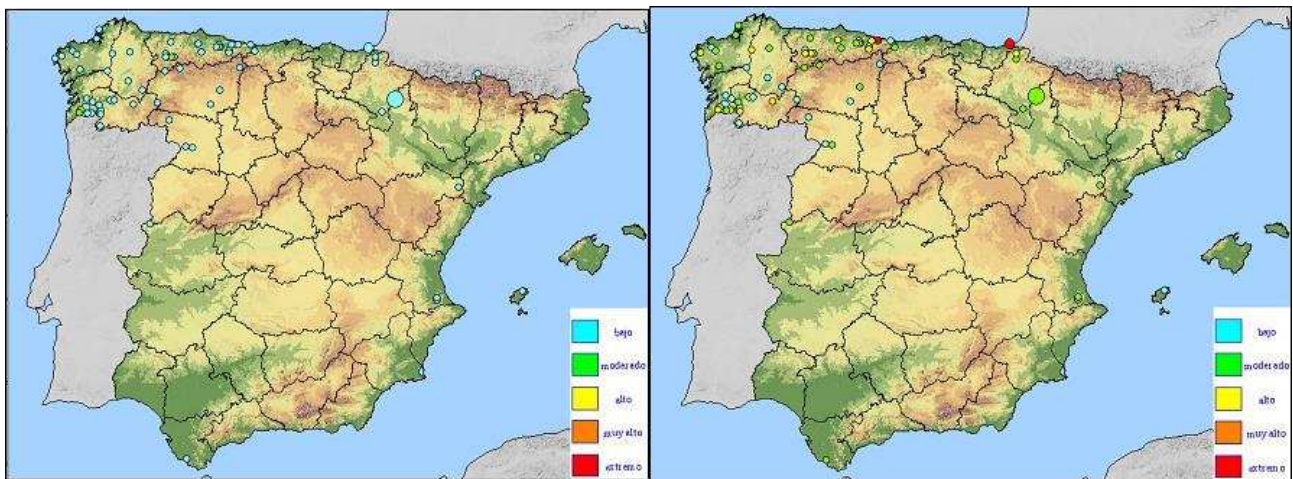 bajo
moderado
alto
muy alto
extremo
bajo
moderado
alto
muy alto
extremo